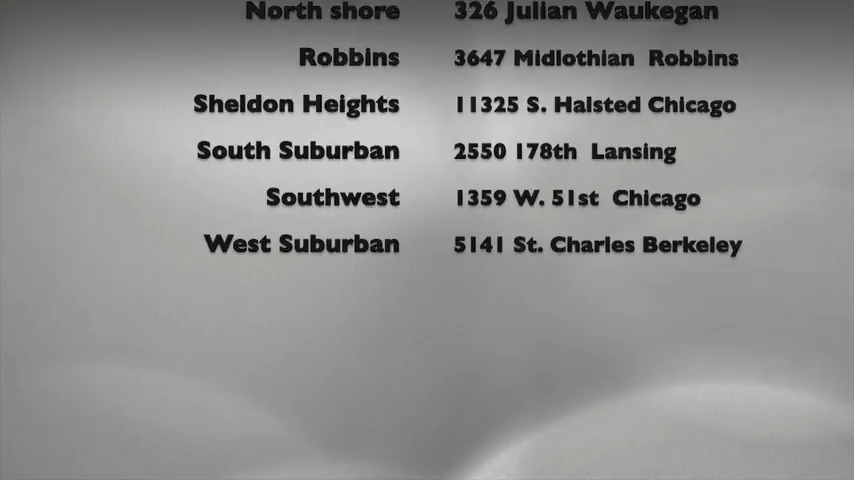 North shore 326 Julian Waukegan
Robbins 3647 Midlothian Robbins
Sheldon Heights 11325 S. Halsted Chicago
South Suburban 2550 178th Lansing
Southwest 1359 W. 51st Chicago
West Suburban 5141 St. Charles Berkeley